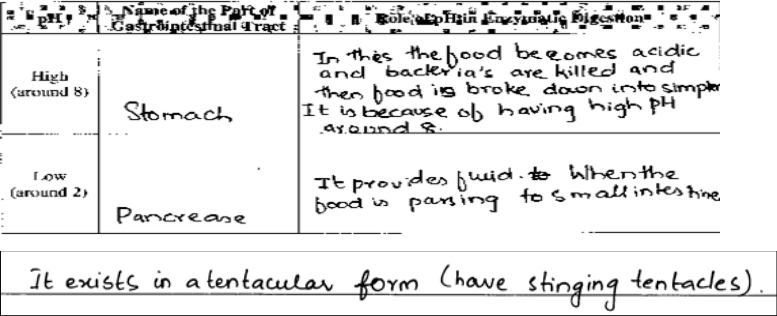 pH Name of the Part of Gastrointestinal Tract Role of pH in Enzymatic Digestion
High (around 8) Stomach In this the food becomes acidic
and backria's are killed and
then food is broke down into simpler
It is because of having high pH
around 8.
Low (around 2) Pancrease It provides fluid. to When the
food is parsing to small intestine
It exists in a tentacular form (have stinging tentacles).